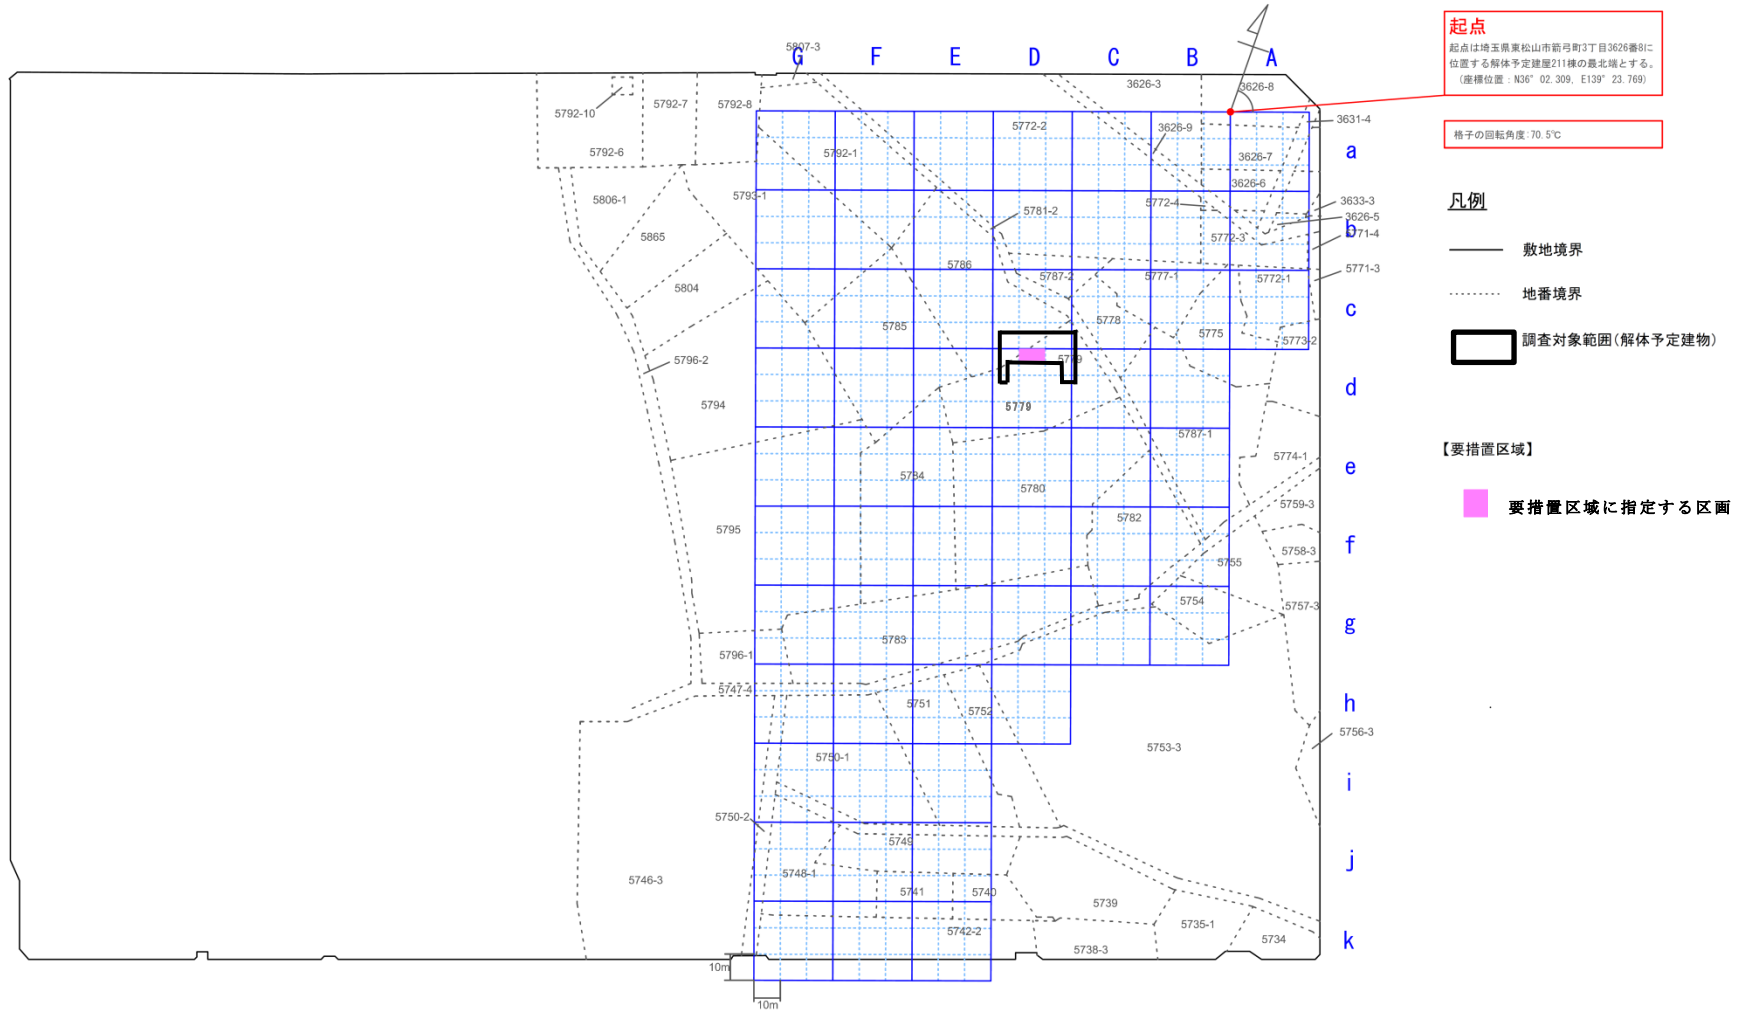 起点
起点は埼玉県東松山市箭弓町3丁目3626番8に
位置する解体予定建屋211棟の最北端とする。
（座標位置：N36° 02.309, E139° 23.769）
格子の回転角度:70.5℃
凡例
敷地境界
地番境界
調査対象範囲(解体予定建物)
【要措置区域】
要措置区域に指定する区画
G F E D C B A
a
b
c
d
e
f
g
h
i
j
k
5807-3
3626-3
3626-8
5792-10
5792-7
5792-8
5772-2
3626-9
3631-4
5792-6
5792-1
3626-7
3626-6
5806-1
5793-1
5781-2
5772-4
3633-3
3626-5
5771-4
5865
5786
5772-3
5804
5787-2
5777-1
5772-1
5771-3
5785
5778
5775
5773-2
5796-2
5779
5794
5779
5787-1
5784
5780
5774-1
5795
5782
5759-3
5755
5758-3
5754
5757-3
5783
5796-1
5747-4
5751
5752
5753-3
5756-3
5750-1
5750-2
5749
5746-3
5748-1
5741
5740
5739
5742-2
5735-1
5738-3
5734
10m
10m